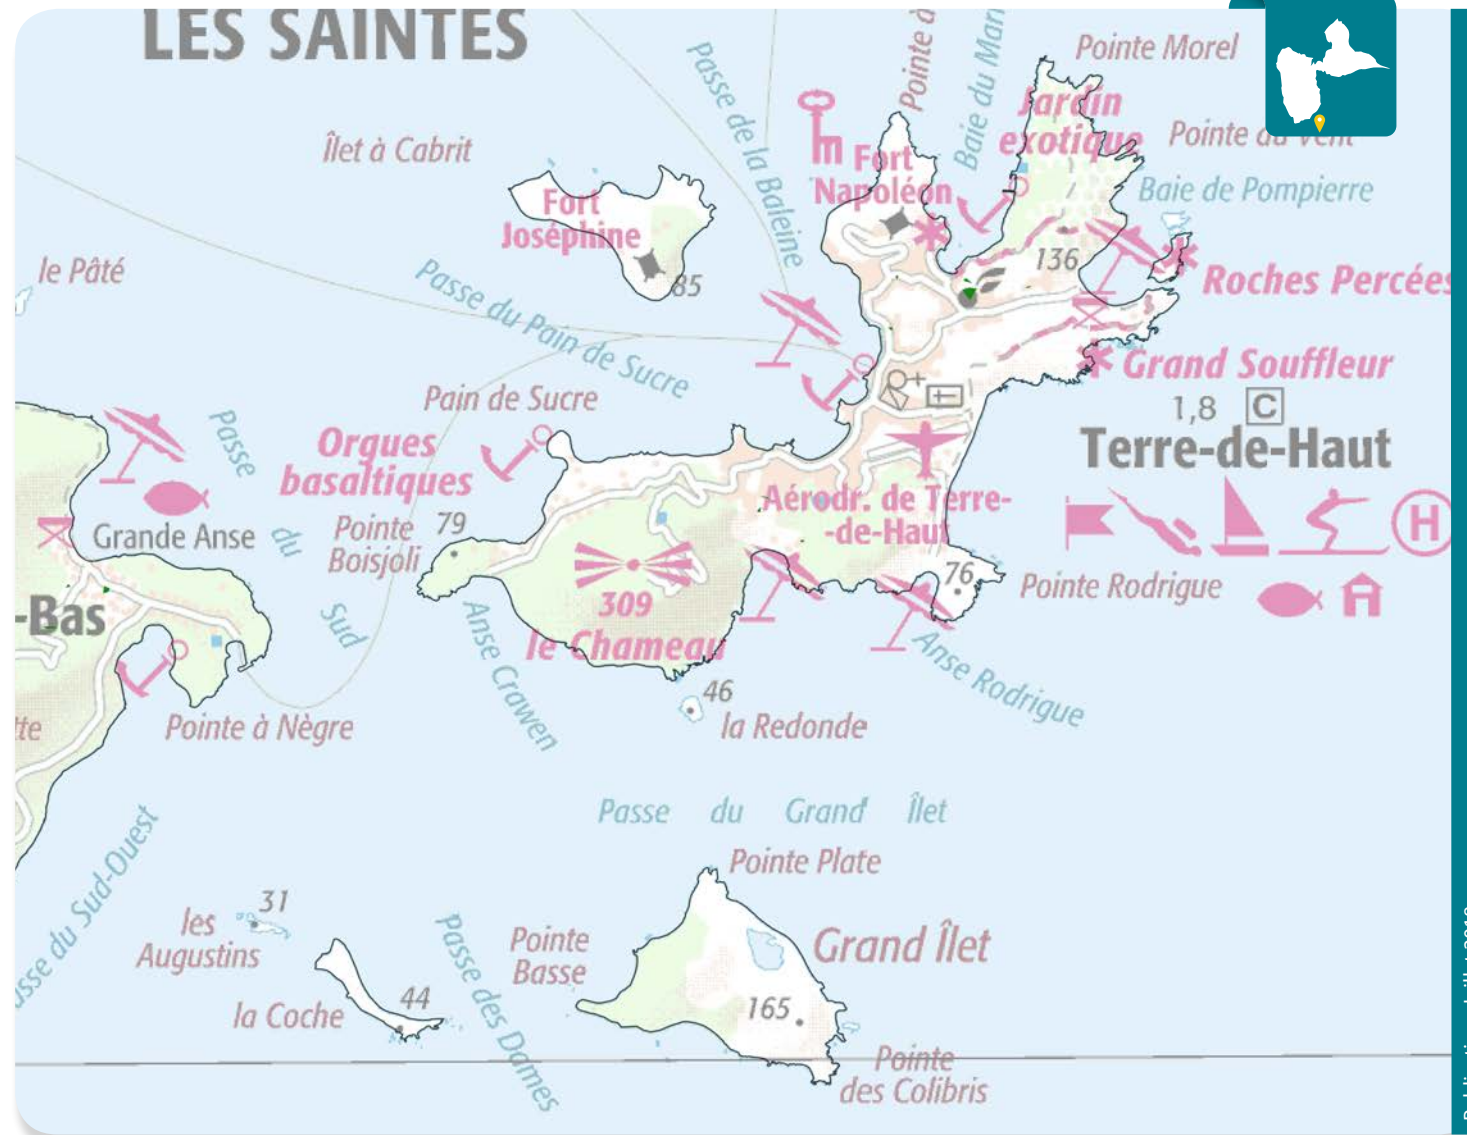 LES SAINTES
Pointe Morel
Pointe à
Baie du Mari
Passe de la Baleine
Jardin
exotique
Pointe du Vent
Îlet à Cabrit
m Fort
Napoléon
Baie de Pompierre
Fort
Joséphine
85
136
le Pâté
Passe du Pain de Sucre
Roches Percées
Grand Souffleur
Pain de Sucre
1,8 C
Terre-de-Haut
Passe
du
Sud
Orgues
basaltiques
Grande Anse
Pointe
Boisjoli
79
Aérodr. de Terre-
-de-Haut
H
76
Pointe Rodrigue
-Bas
309
le Chameau
Anse Crawen
Anse Rodrigue
46
la Redonde
tte
Pointe à Nègre
Passe du Grand Îlet
Pointe Plate
asse du Sud-Ouest
31
les
Augustins
Passe des Dames
Pointe
Basse
Grand Îlet
la Coche
44
165
Pointe
des Colibris